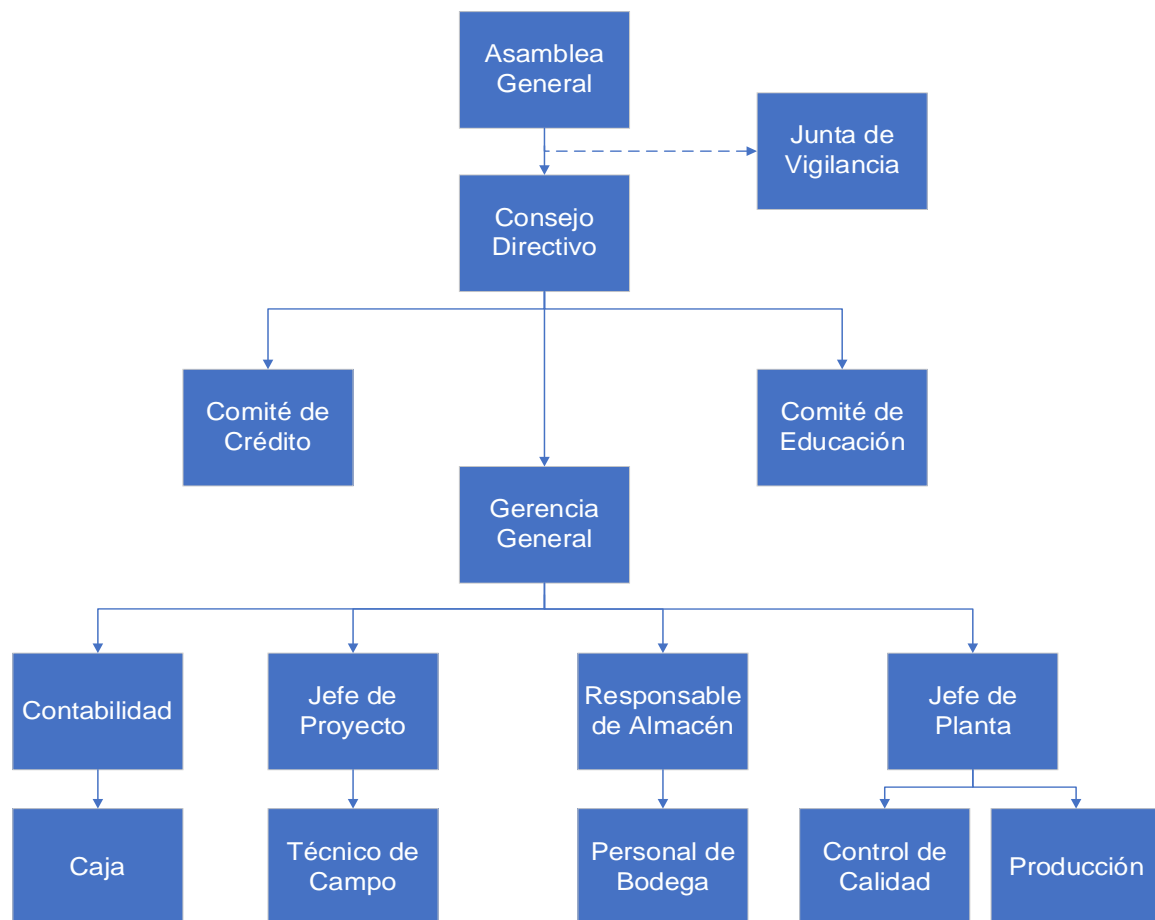 Asamblea
General
Junta de
Vigilancia
Consejo
Directivo
Comité de
Crédito
Comité de
Educación
Gerencia
General
Contabilidad
Jefe de
Proyecto
Responsable
de Almacén
Jefe de
Planta
Caja
Técnico de
Campo
Personal de
Bodega
Control de
Calidad
Producción